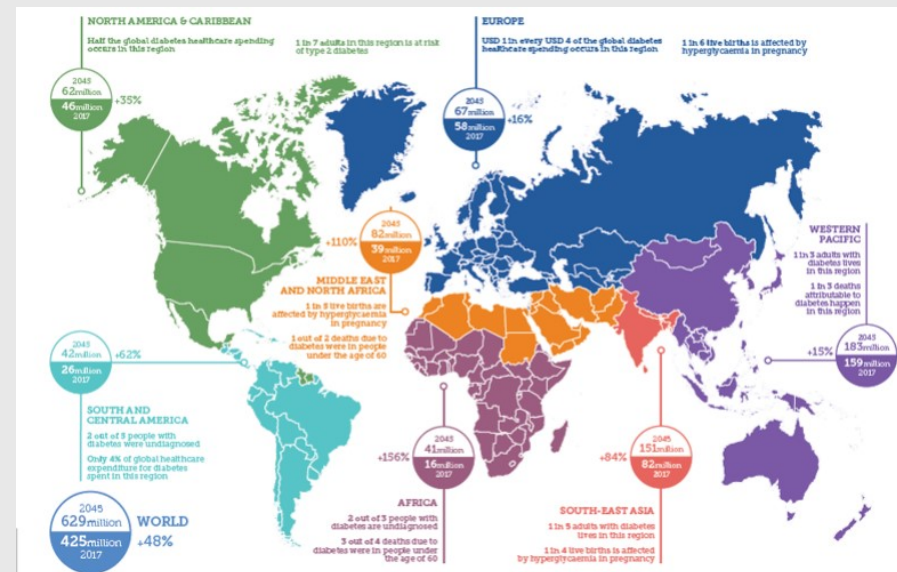 NORTH AMERICA & CARIBBEAN
Half the global diabetes healthcare spending
occurs in this region
1 in 7 adults in this region is at risk
of type 2 diabetes
2045
62million
46million
2017
+35%
EUROPE
USD 1 in every USD 4 of the global diabetes
healthcare spending occurs in this region
1 in 6 live births is affected by
hyperglycaemia in pregnancy
2045
67million
58million
2017
+16%
2045
82million
39million
2017
+110%
MIDDLE EAST
AND NORTH AFRICA
1 in 5 live births are
affected by hyperglycaemia
in pregnancy
1 out of 2 deaths due to
diabetes were in people
under the age of 60
WESTERN
PACIFIC
1 in 3 adults with
diabetes lives
in this region
1 in 3 deaths
attributable to
diabetes happen
in this region
2045
183million
159million
2017
+15%
2045
42million
26million
2017
+62%
SOUTH AND
CENTRAL AMERICA
2 out of 5 people with
diabetes were undiagnosed
Only 4% of global healthcare
expenditure for diabetes
spent in this region
2045
41million
16million
2017
+156%
AFRICA
2 out of 3 people with
diabetes are undiagnosed
3 out of 4 deaths due to
diabetes were in people under
the age of 60
2045
151million
82million
2017
+84%
SOUTH-EAST ASIA
1 in 5 adults with diabetes
lives in this region
1 in 4 live births is affected
by hyperglycaemia in pregnancy
2045
629million
425million
2017
WORLD
+48%